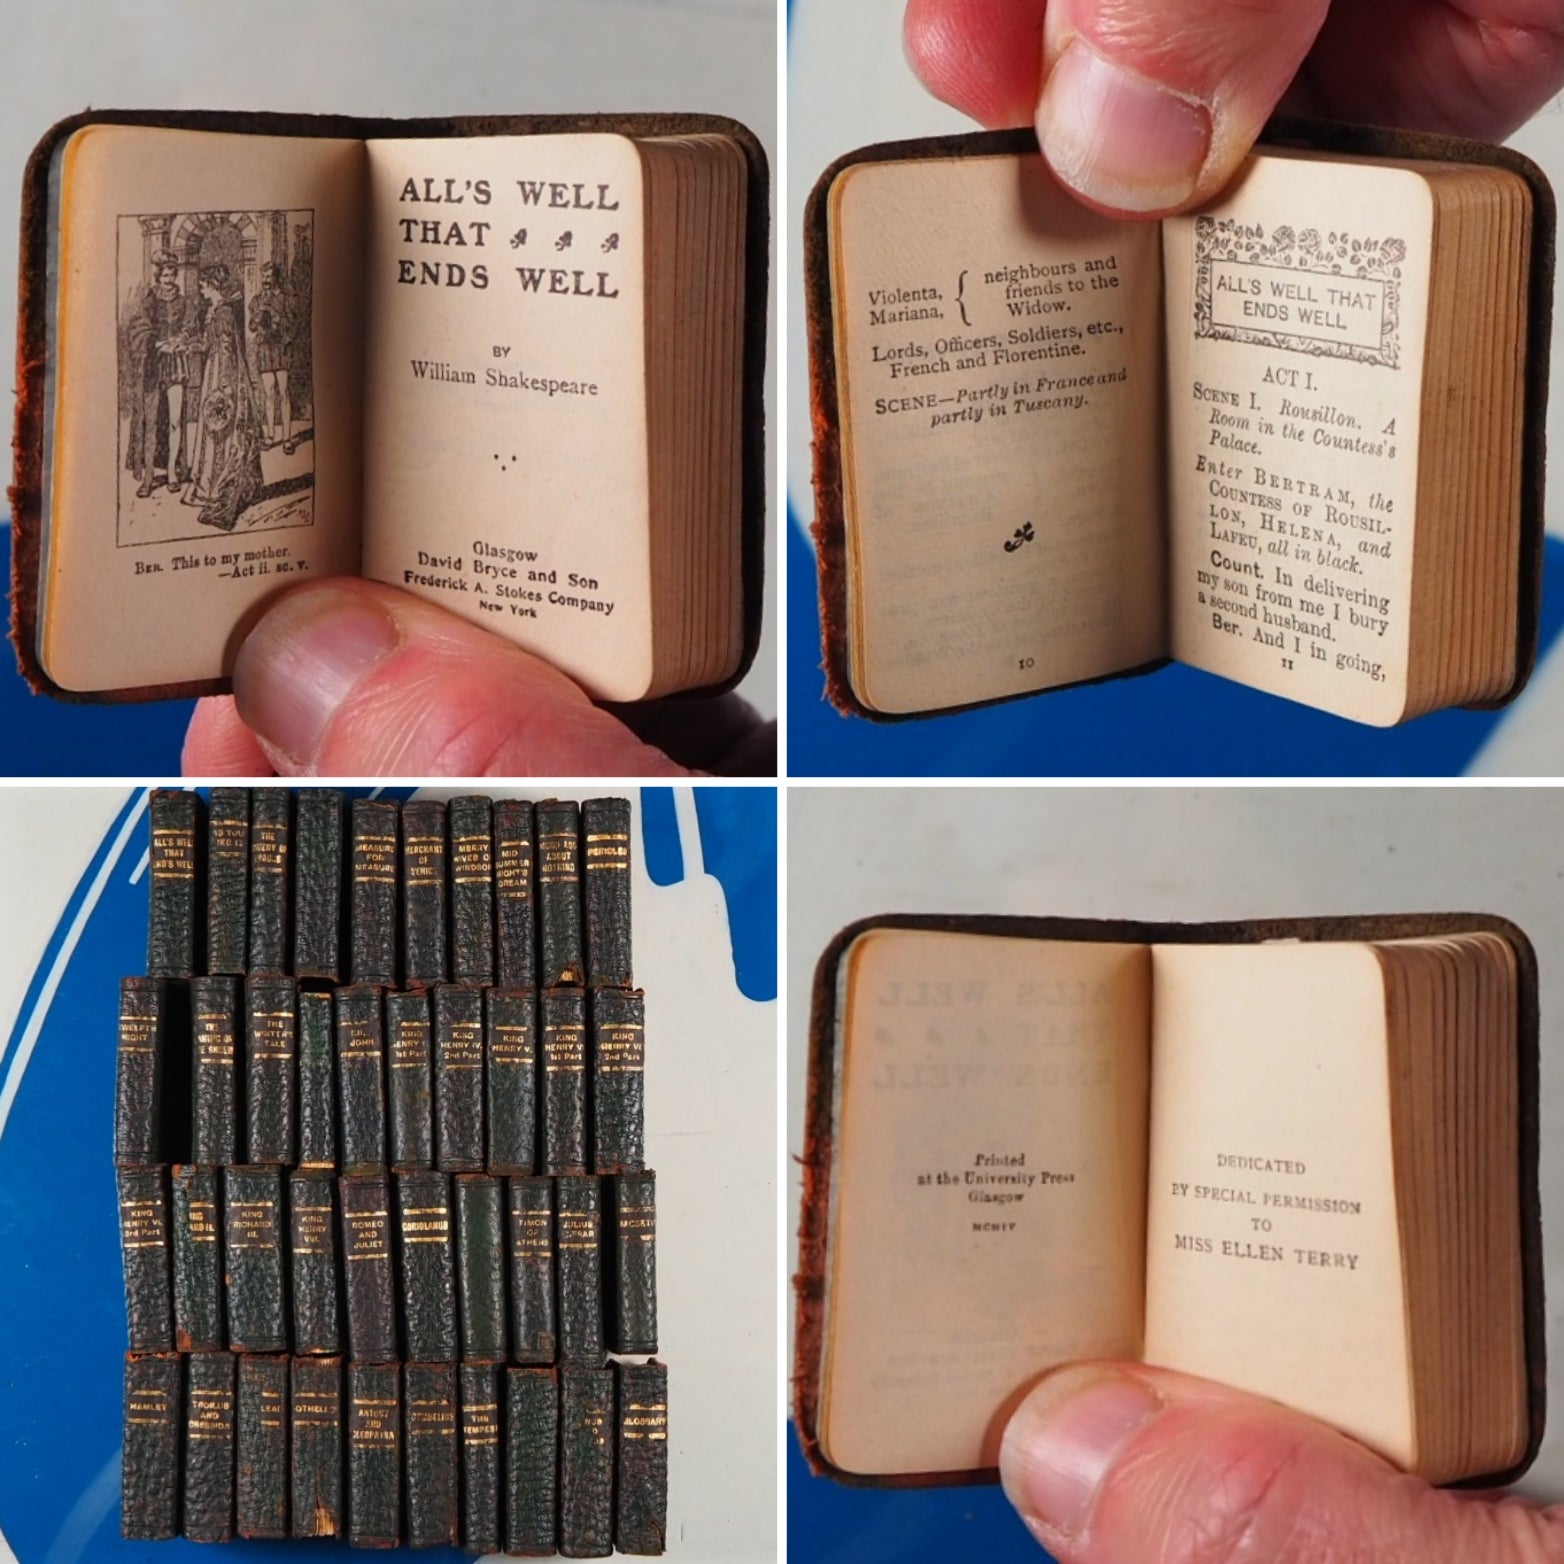 ALL'S WELL
THAT
ENDS WELL
BY
William Shakespeare
Glasgow
David Bryce and Son
Frederick A. Stokes Company
New York
BER. This to my mother.
—Act ii. sc. v.
Violenta,
Mariana,
neighbours and
friends to the
Widow.
Lords, Officers, Soldiers, etc.,
French and Florentine.
SCENE—Partly in France and
partly in Tuscany.
10
ALL'S WELL THAT
ENDS WELL
ACT I.
SCENE I. Rousillon. A
Room in the Countess's
Palace.
Enter BERTRAM, the
COUNTESS OF ROUSIL-
LON, HELENA, and
LAFEU, all in black.
Count. In delivering
my son from me I bury
a second husband.
Ber. And I in going,
11
THAT
THE
MEASURE
FOR
MEASURE
MERCHANT
OF
VENICE
MERRY
WIVES OF
WINDSOR
MID
SUMMER
NIGHT'S
DREAM
ABOUT
NOTHING
PERICLES
NIGHT
THE
THE
WINTER'S
TALE
JOHN
KING
HENRY IV.
1st Part
KING
HENRY IV.
2nd Part
KING
HENRY V.
KING
HENRY VI.
1st Part
KING
HENRY VI.
2nd Part
KING
HENRY VI.
3rd Part
KING
RICHARD
III.
KING
HENRY
VIII.
ROMEO
AND
JULIET
CORIOLANUS
TIMON
OF
ATHENS
JULIUS
MACBETH
HAMLET
TROILUS
AND
CRESSIDA
LEAR
OTHELLO
ANTONY
AND
CLEOPATRA
CYMBELINE
THE
TEMPEST
GLOSSARY
Printed
at the University Press
Glasgow
MCMIV
DEDICATED
BY SPECIAL PERMISSION
TO
MISS ELLEN TERRY